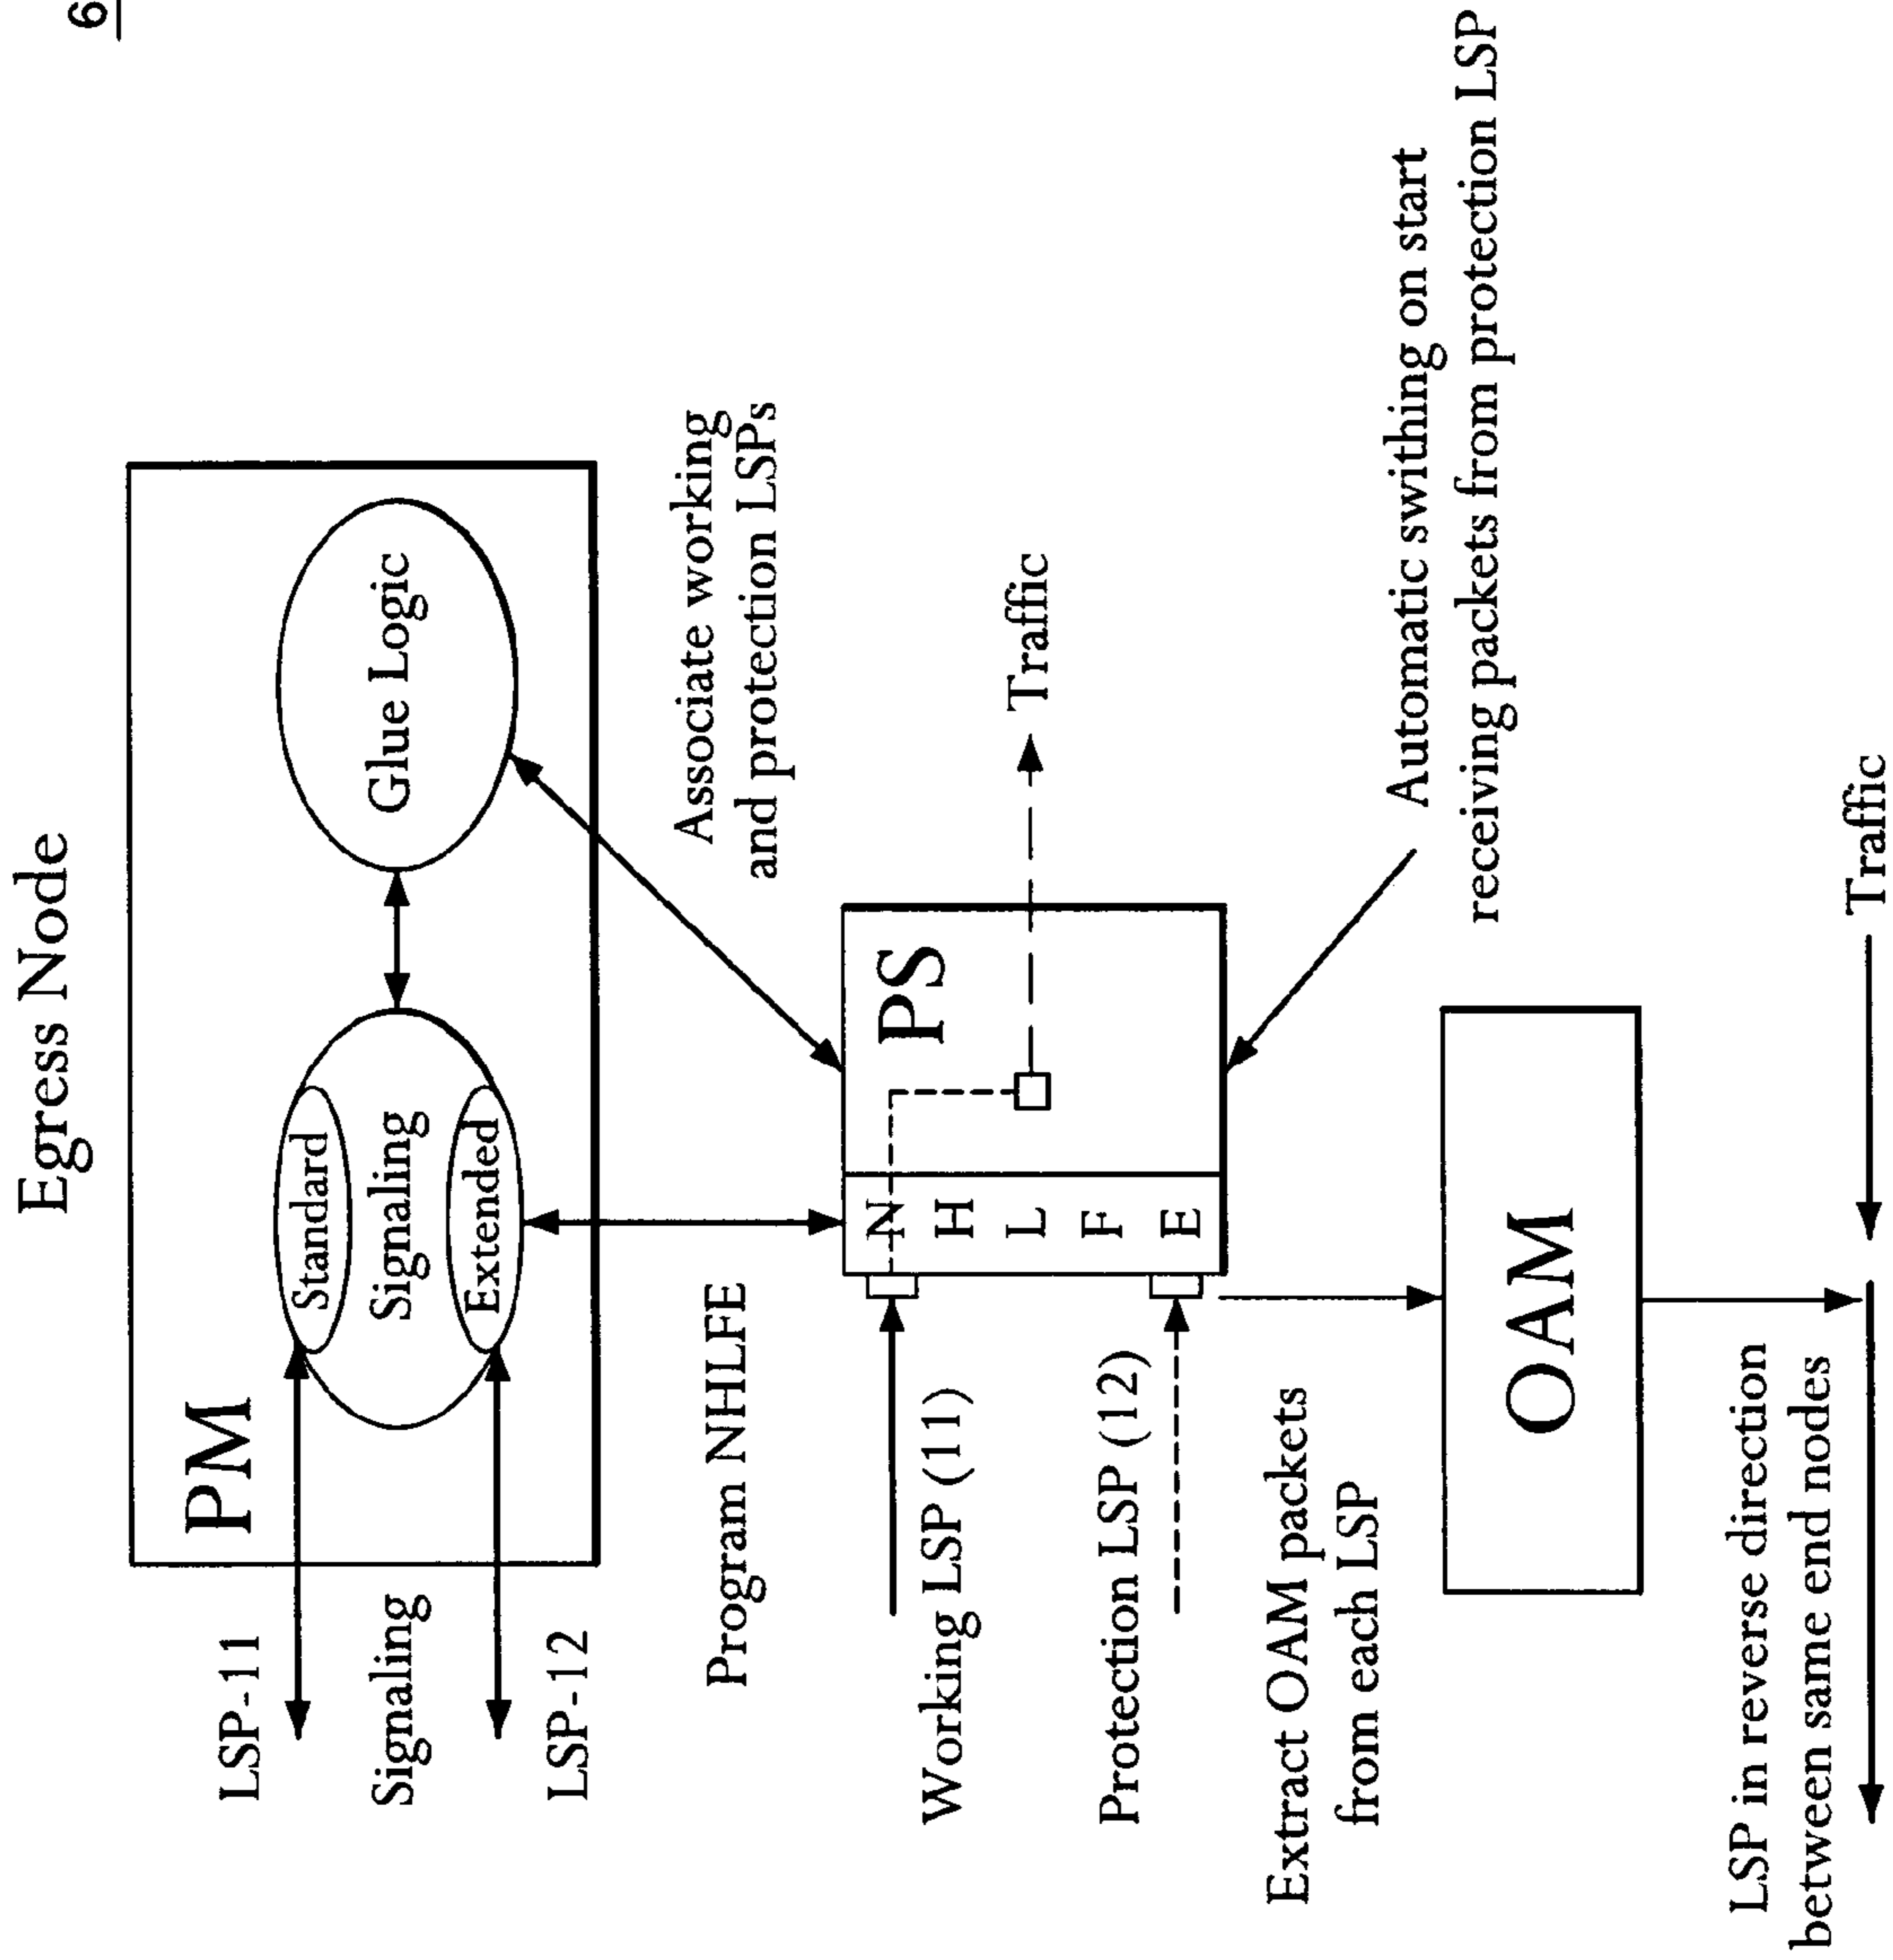 6
Egress Node
PM
LSP-11
Signaling
LSP-12
Standard
Signaling
Extended
Glue Logic
Program NHLFE
Associate working
and protection LSPs
Working LSP (11)
Protection LSP (12)
N
H
L
F
E
PS
Traffic
Extract OAM packets
from each LSP
Automatic swithing on start
receiving packets from protection LSP
OAM
LSP in reverse direction
between same end nodes
Traffic